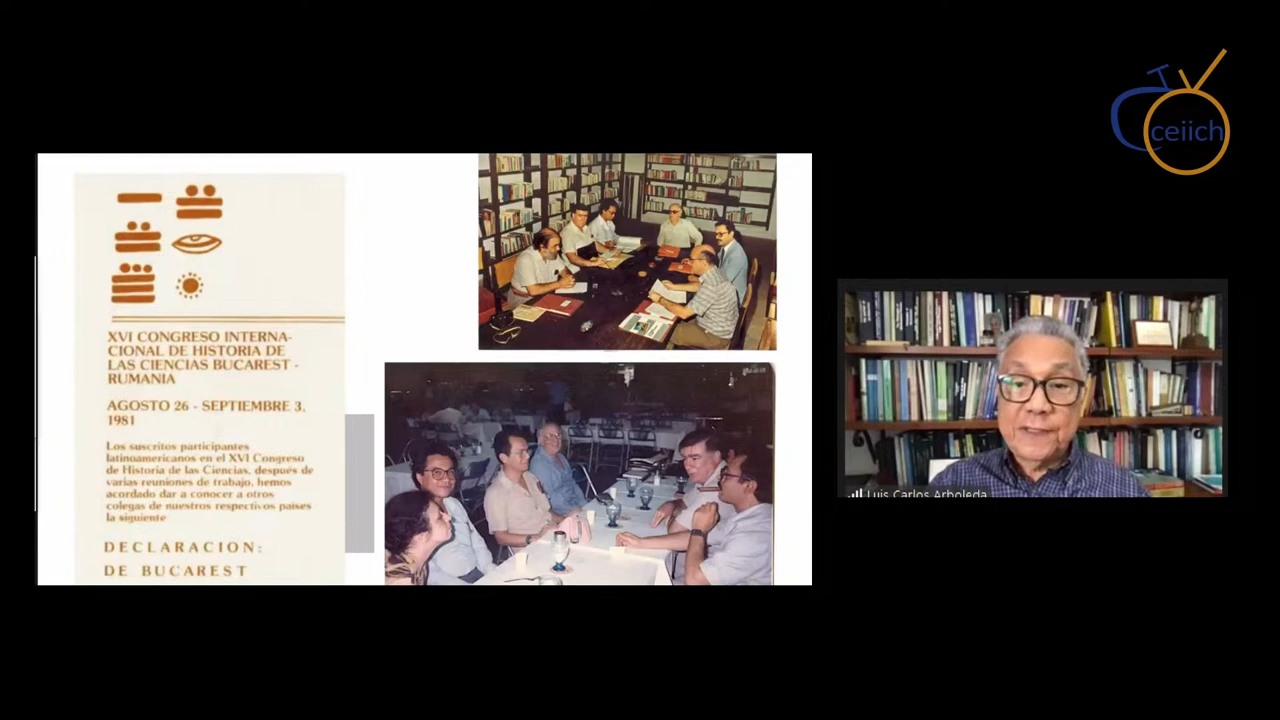 XVI CONGRESO INTERNA-
CIONAL DE HISTORIA DE
LAS CIENCIAS BUCAREST -
RUMANIA
AGOSTO 26 - SEPTIEMBRE 3,
1981
Los suscritos participantes
latinoamericanos en el XVI Congreso
de Historia de las Ciencias, después de
varias reuniones de trabajo, hemos
acordado dar a conocer a otros
colegas de nuestros respectivos países
la siguiente
DECLARACION:
DE BUCAREST
TV
ceiich
Luis Carlos Arboleda